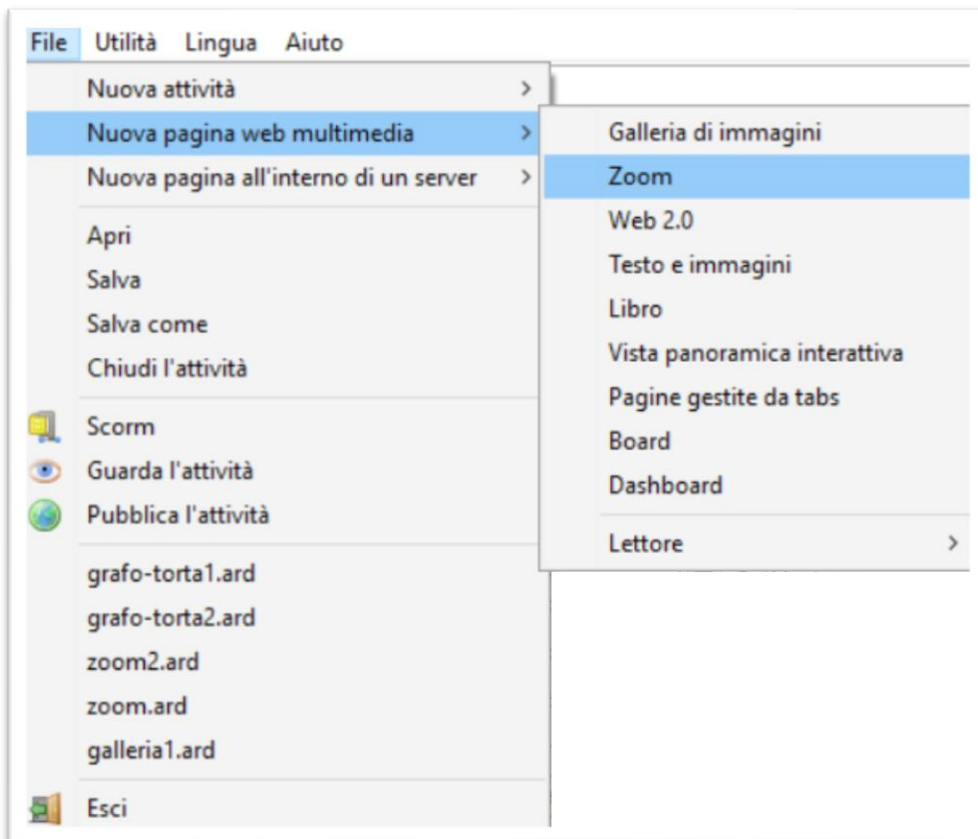 File Utilità Lingua Aiuto
Nuova attività >
Nuova pagina web multimedia >
Nuova pagina all'interno di un server >
Apri
Salva
Salva come
Chiudi l'attività
Scorm
Guarda l'attività
Pubblica l'attività
grafo-torta1.ard
grafo-torta2.ard
zoom2.ard
zoom.ard
galleria1.ard
Esci
Galleria di immagini
Zoom
Web 2.0
Testo e immagini
Libro
Vista panoramica interattiva
Pagine gestite da tabs
Board
Dashboard
Lettore >